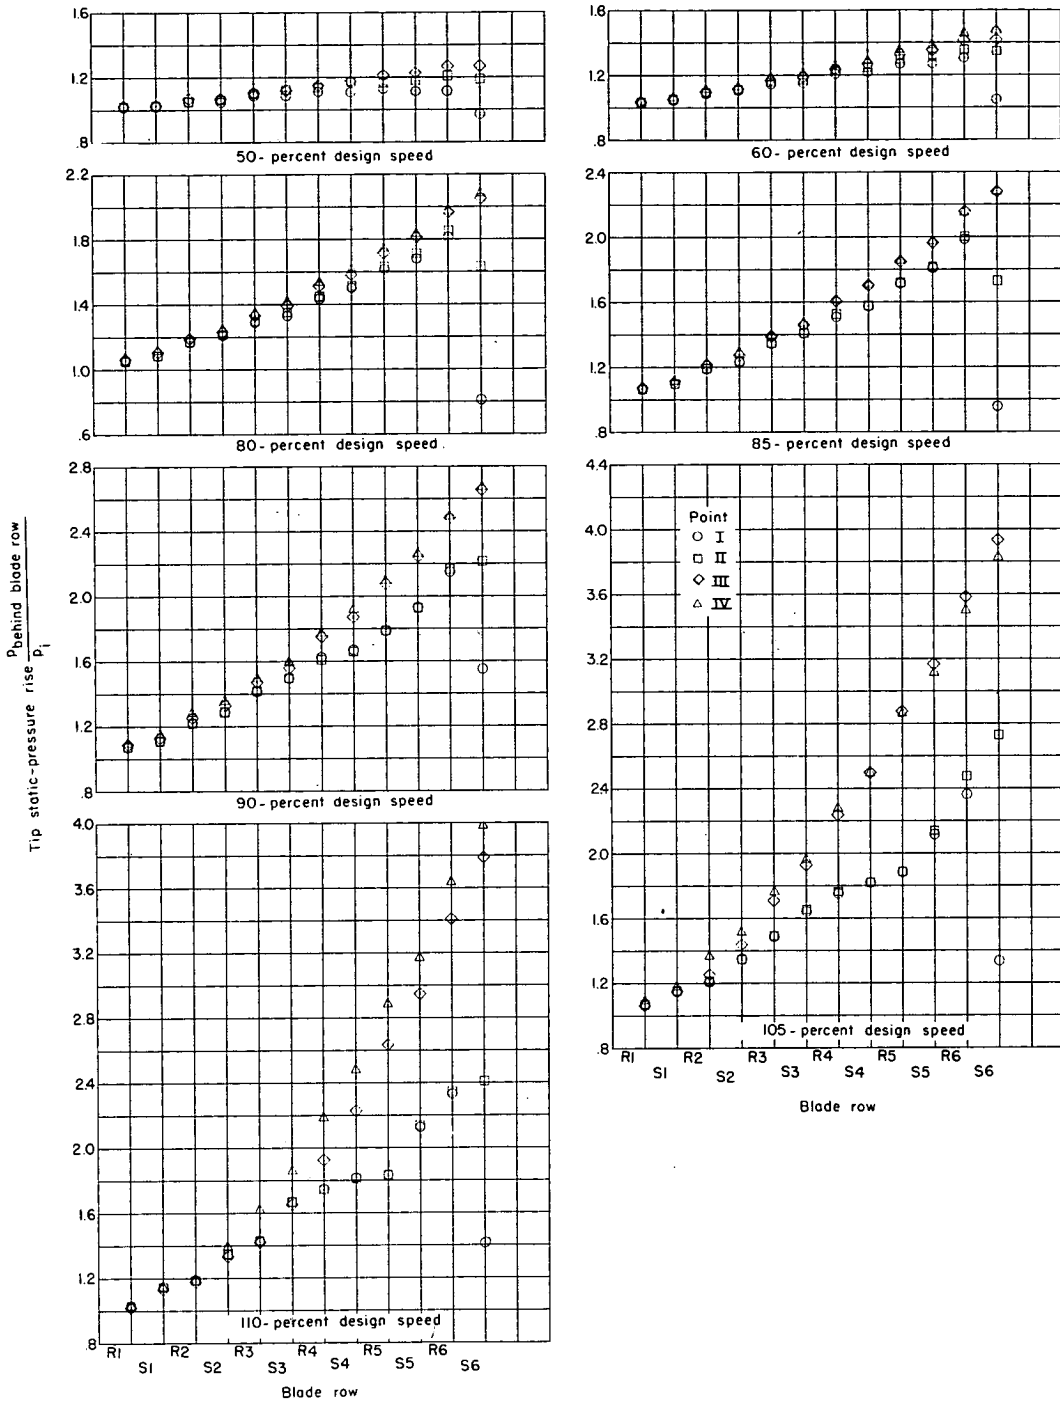 1.6
1.2
.8
50-percent design speed
1.6
1.2
.8
60-percent design speed
2.2
1.8
1.4
1.0
.6
80-percent design speed
2.4
2.0
1.6
1.2
.8
85-percent design speed
Tip static-pressure rise P behind blade row / Pi
2.8
2.4
2.0
1.6
1.2
.8
90-percent design speed
4.4
4.0
3.6
3.2
2.8
2.4
2.0
1.6
1.2
.8
Point
I
II
III
IV
105-percent design speed
R1 R2 R3 R4 R5 R6
S1 S2 S3 S4 S5 S6
Blade row
4.0
3.6
3.2
2.8
2.4
2.0
1.6
1.2
.8
110-percent design speed
R1 R2 R3 R4 R5 R6
S1 S2 S3 S4 S5 S6
Blade row